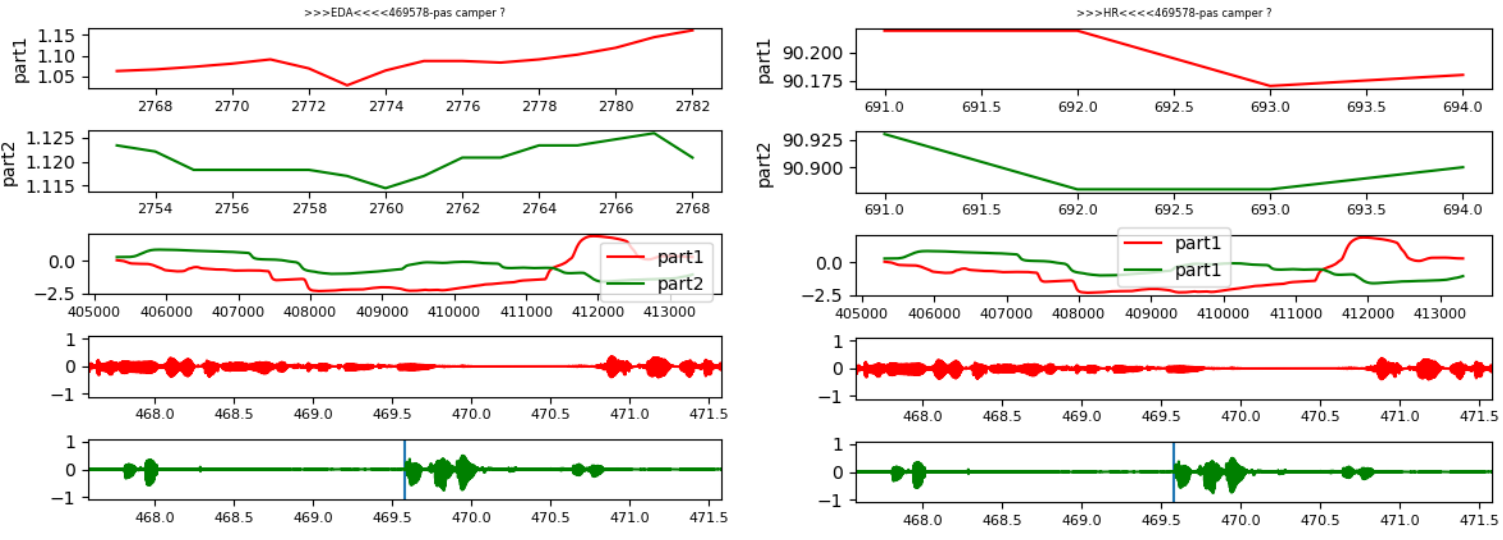 >>>EDA<<<<469578-pas camper ?
part1
1.15
1.10
1.05
2768 2770 2772 2774 2776 2778 2780 2782
part2
1.125
1.120
1.115
2754 2756 2758 2760 2762 2764 2766 2768
0.0
−2.5
part1
part2
405000 406000 407000 408000 409000 410000 411000 412000 413000
1
0
−1
468.0 468.5 469.0 469.5 470.0 470.5 471.0 471.5
1
0
−1
468.0 468.5 469.0 469.5 470.0 470.5 471.0 471.5
>>>HR<<<<469578-pas camper ?
part1
90.200
90.175
691.0 691.5 692.0 692.5 693.0 693.5 694.0
part2
90.925
90.900
691.0 691.5 692.0 692.5 693.0 693.5 694.0
0.0
−2.5
part1
part1
405000 406000 407000 408000 409000 410000 411000 412000 413000
1
0
−1
468.0 468.5 469.0 469.5 470.0 470.5 471.0 471.5
1
0
−1
468.0 468.5 469.0 469.5 470.0 470.5 471.0 471.5